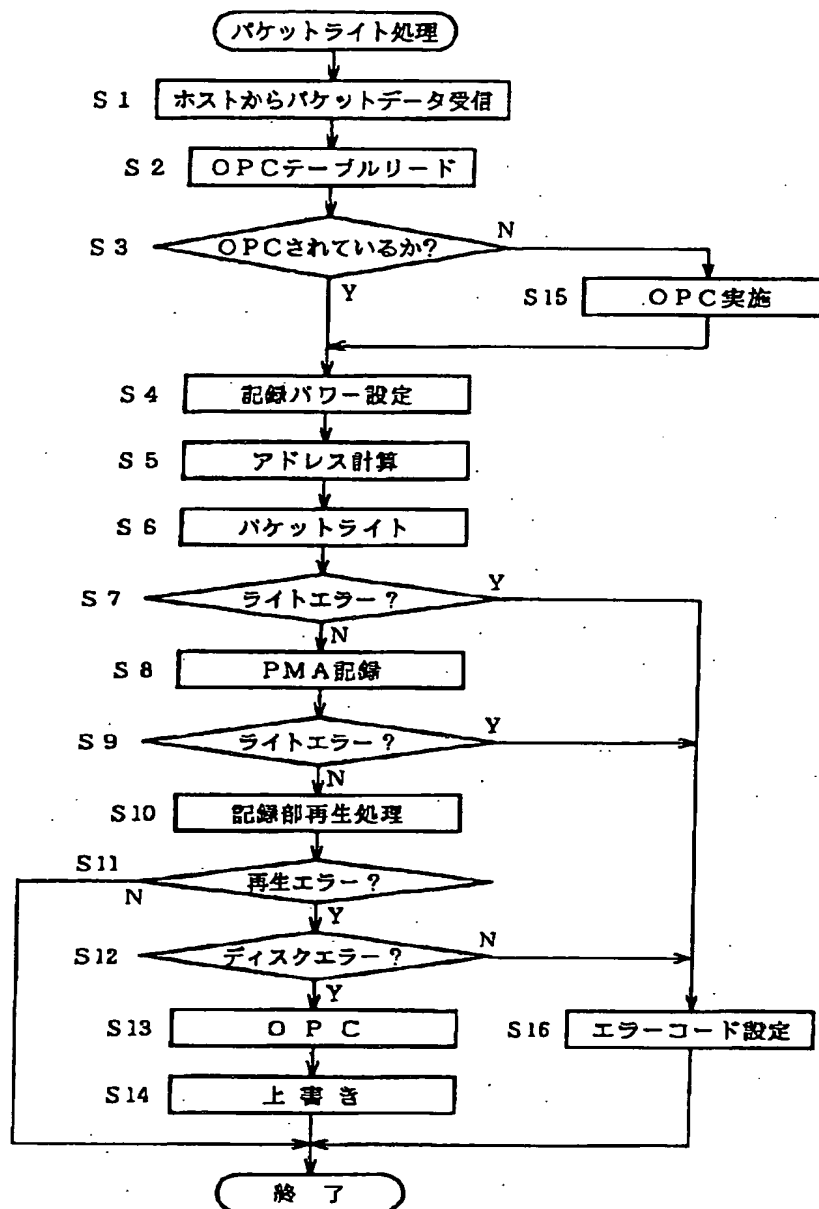 パケットライト処理
S1 ホストからパケットデータ受信
S2 OPCテーブルリード
S3 OPCされているか? N
Y
S15 OPC実施
S4 記録パワー設定
S5 アドレス計算
S6 パケットライト
S7 ライトエラー? Y
N
S8 PMA記録
S9 ライトエラー? Y
N
S10 記録部再生処理
S11 再生エラー?
N
Y
S12 ディスクエラー? N
Y
S13 OPC
S16 エラーコード設定
S14 上書き
終了